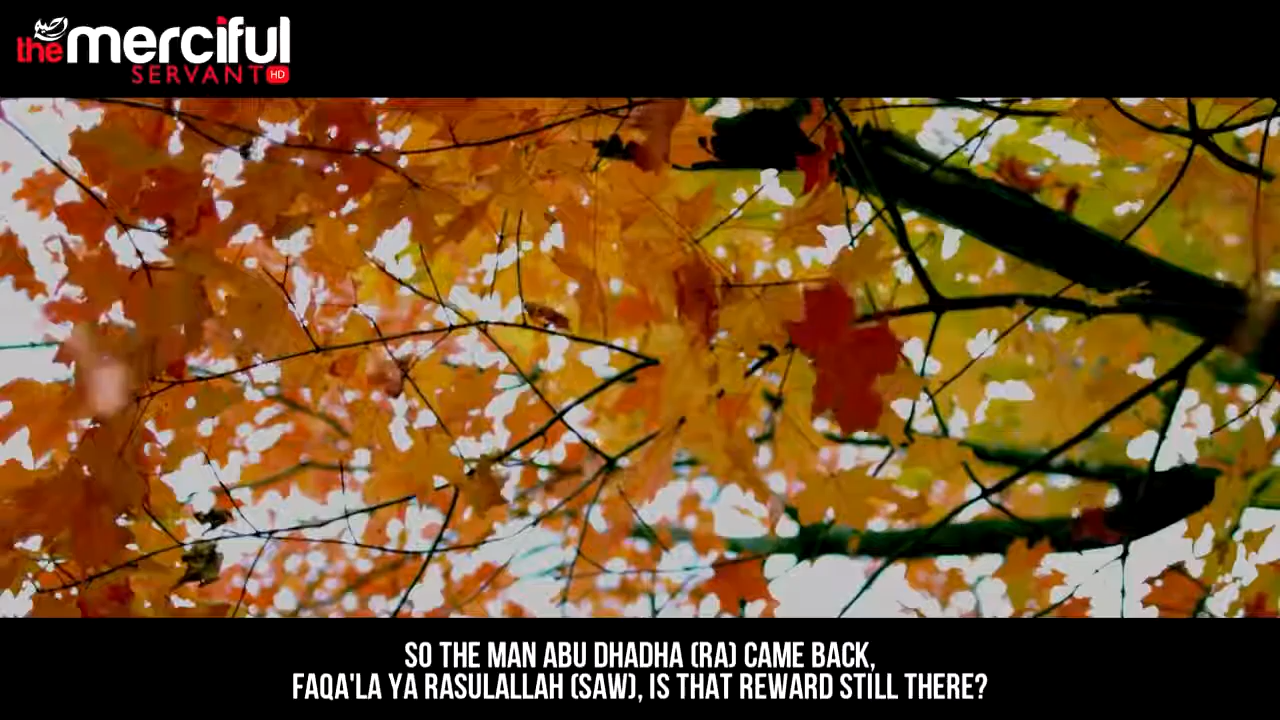 the merciful
SERVANT HD
SO THE MAN ABU DHADHA (RA) CAME BACK,
FAQA'LA YA RASULALLAH (SAW), IS THAT REWARD STILL THERE?